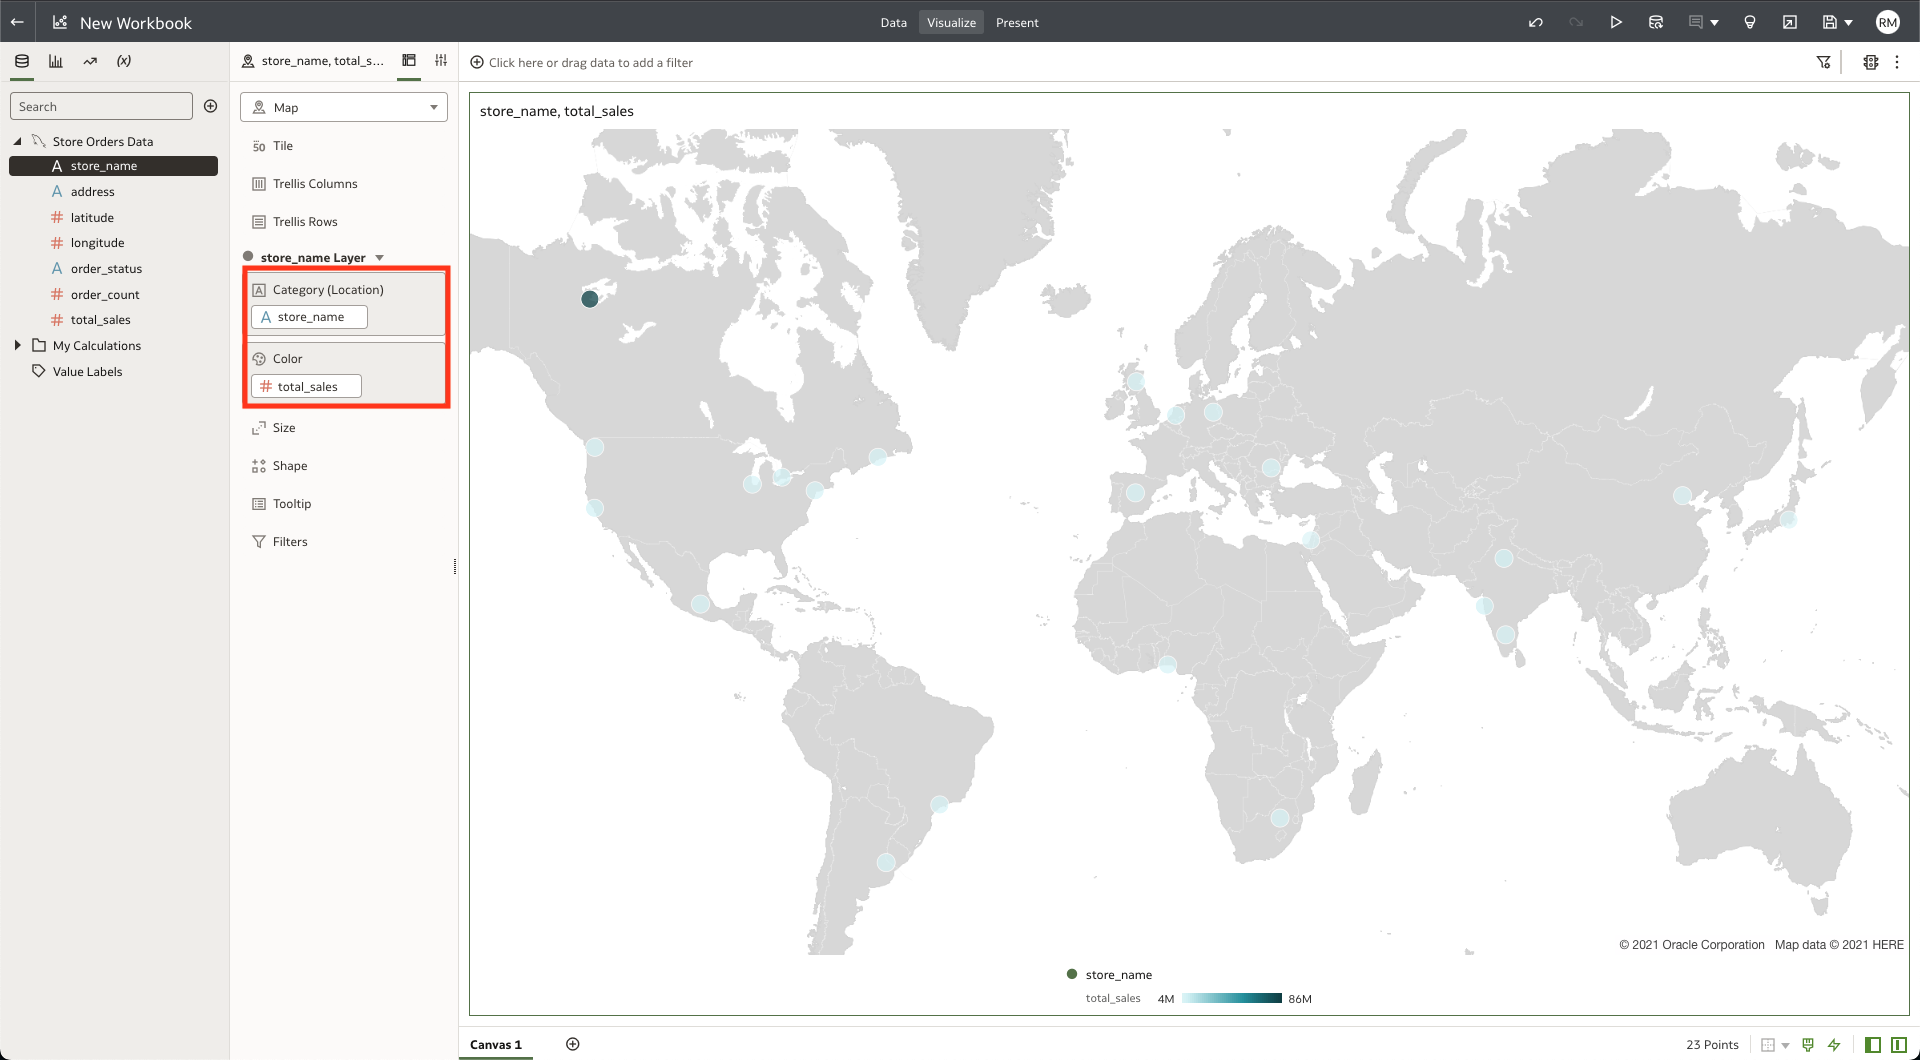 New Workbook
Data
Visualize
Present
RM
(x)
store_name, total_s...
Click here or drag data to add a filter
Search
Map
Store Orders Data
store_name
address
latitude
longitude
order_status
order_count
total_sales
My Calculations
Value Labels
Tile
Trellis Columns
Trellis Rows
store_name Layer
Category (Location)
A store_name
Color
# total_sales
Size
Shape
Tooltip
Filters
store_name, total_sales
© 2021 Oracle Corporation Map data © 2021 HERE
store_name
total_sales 4M 86M
Canvas 1
23 Points